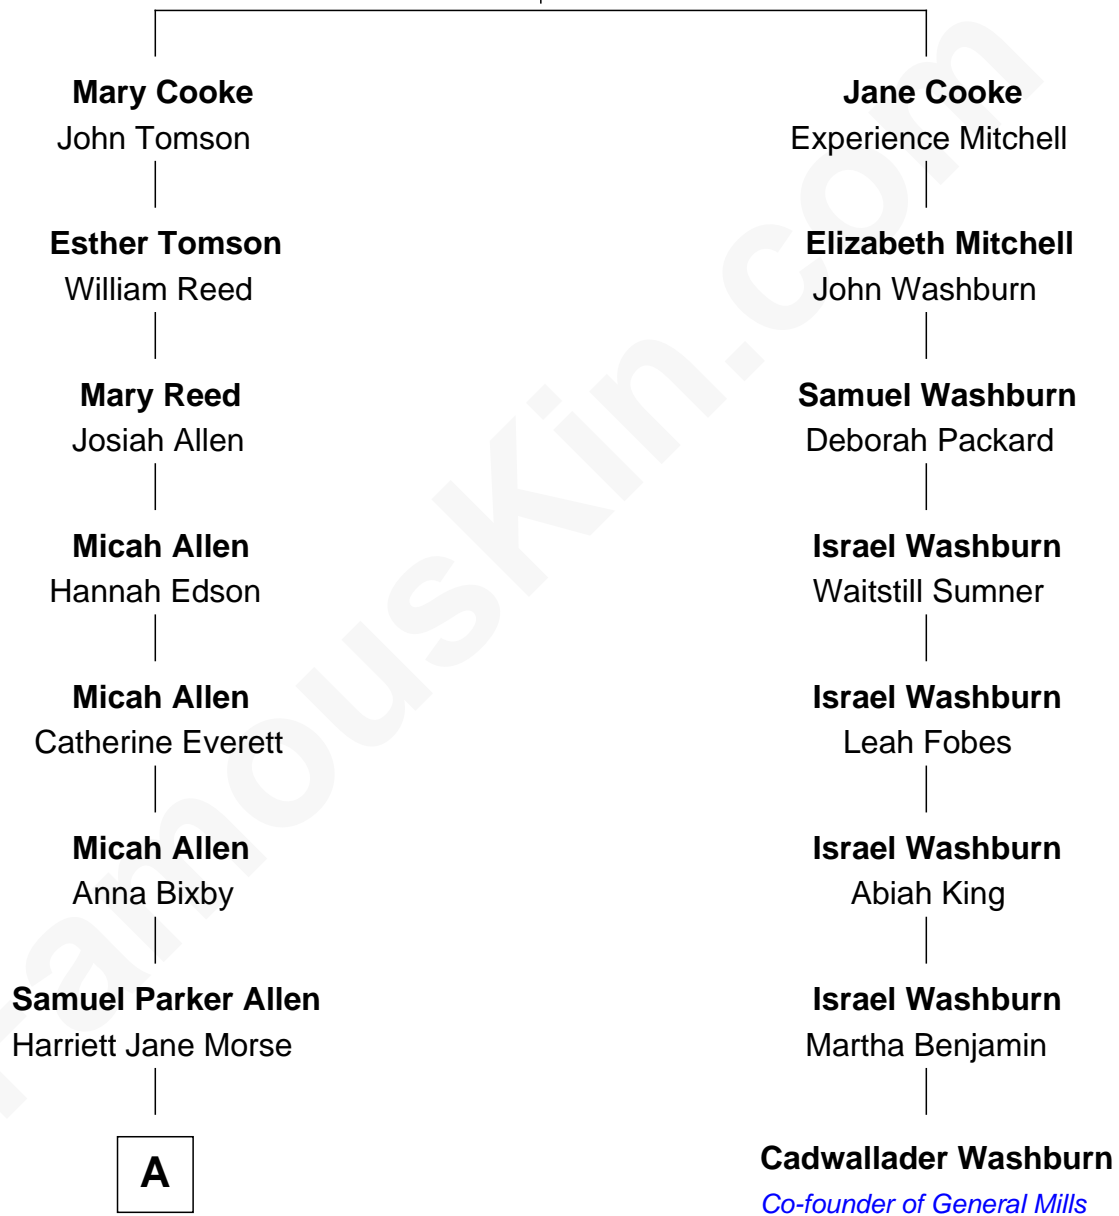 Mary Cooke
John Tomson
Jane Cooke
Experience Mitchell
Esther Tomson
William Reed
Elizabeth Mitchell
John Washburn
Mary Reed
Josiah Allen
Samuel Washburn
Deborah Packard
Micah Allen
Hannah Edson
Israel Washburn
Waitstill Sumner
Micah Allen
Catherine Everett
Israel Washburn
Leah Fobes
Micah Allen
Anna Bixby
Israel Washburn
Abiah King
Samuel Parker Allen
Harriett Jane Morse
Israel Washburn
Martha Benjamin
A
Cadwallader Washburn
Co-founder of General Mills
FamousKin.com